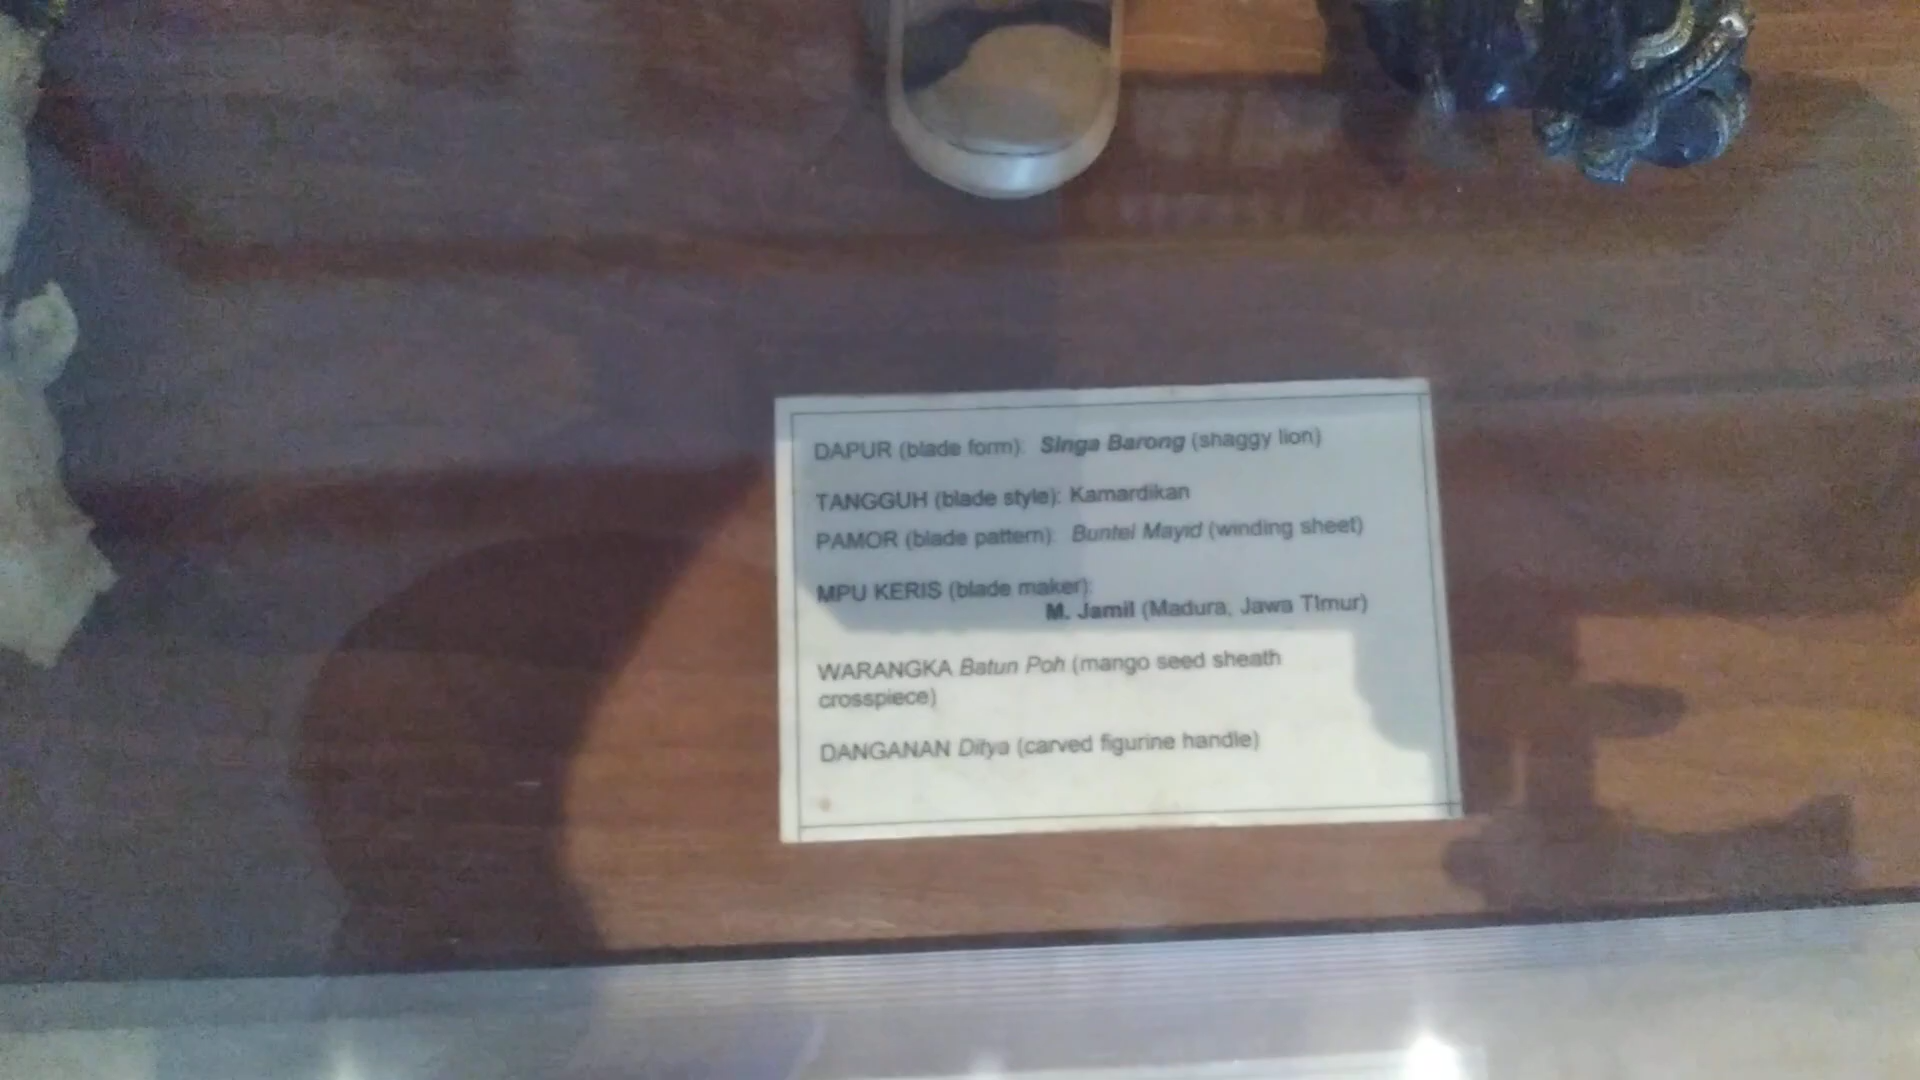 DAPUR (blade form): Singa Barong (shaggy lion)
TANGGUH (blade style): Kamardikan
PAMOR (blade pattern): Buntel Mayid (winding sheet)
MPU KERIS (blade maker):
M. Jamil (Madura, Jawa TImur)
WARANGKA Batun Poh (mango seed sheath
crosspiece)
DANGANAN Ditya (carved figurine handle)